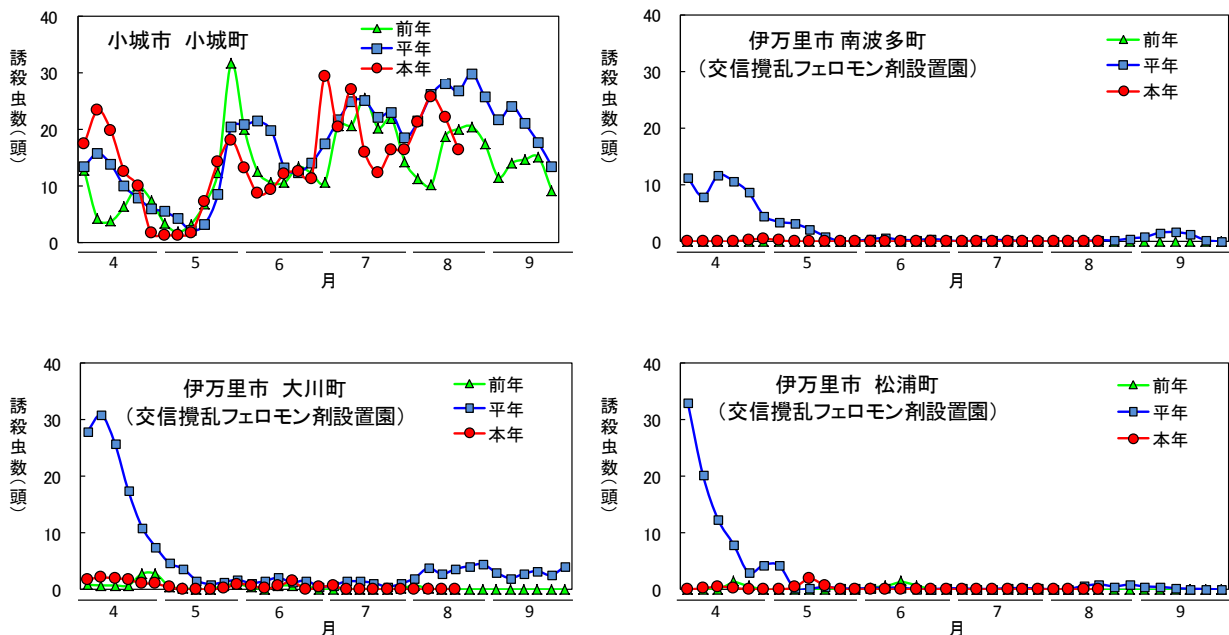 小城市 小城町
前年
平年
本年
誘殺虫数(頭)
40
30
20
10
0
4 5 6 7 8 9
月
伊万里市 南波多町
(交信攪乱フェロモン剤設置園)
前年
平年
本年
誘殺虫数(頭)
40
30
20
10
0
4 5 6 7 8 9
月
伊万里市 大川町
(交信攪乱フェロモン剤設置園)
前年
平年
本年
誘殺虫数(頭)
40
30
20
10
0
4 5 6 7 8 9
月
伊万里市 松浦町
(交信攪乱フェロモン剤設置園)
前年
平年
本年
誘殺虫数(頭)
40
30
20
10
0
4 5 6 7 8 9
月